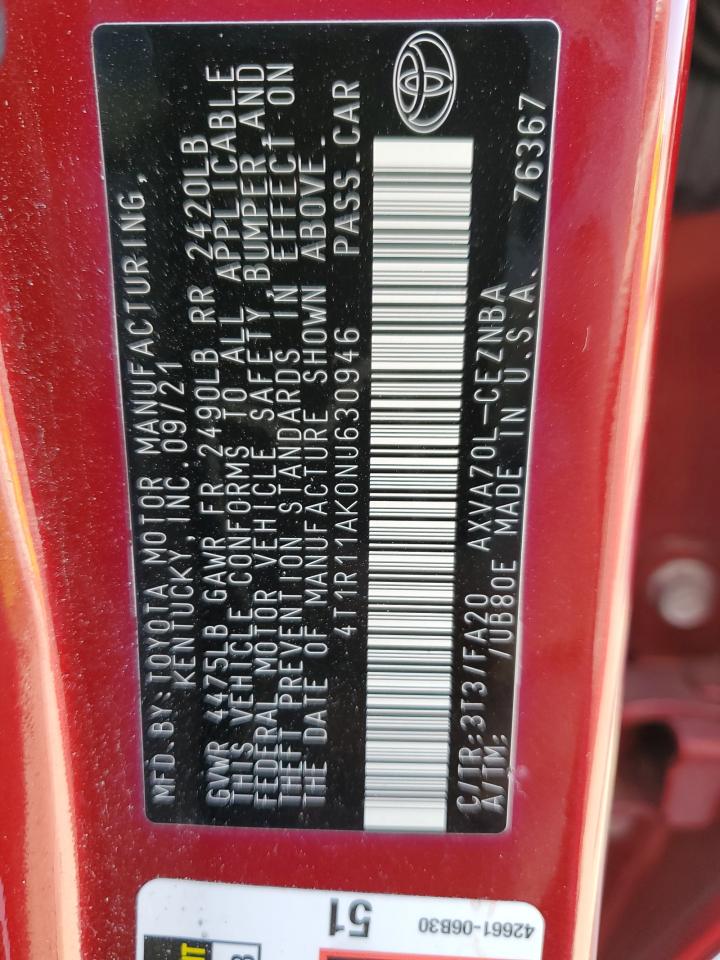 MFD.BY:TOYOTA MOTOR MANUFACTURING,
KENTUCKY, INC.09/21
GVWR 4475LB GAWR FR 2490LB RR 2420LB
THIS VEHICLE CONFORMS TO ALL APPLICABLE
FEDERAL MOTOR VEHICLE SAFETY,BUMPER AND
THEFT PREVENTION STANDARDS IN EFFECT ON
THE DATE OF MANUFACTURE SHOWN ABOVE.
4T1R11AK0NU630946 PASS.CAR
C/TR:3T3/FA20 AXVA70L-CEZNBA 76367
A/TM: /UB80E MADE IN U.S.A.
51
42661-06B30